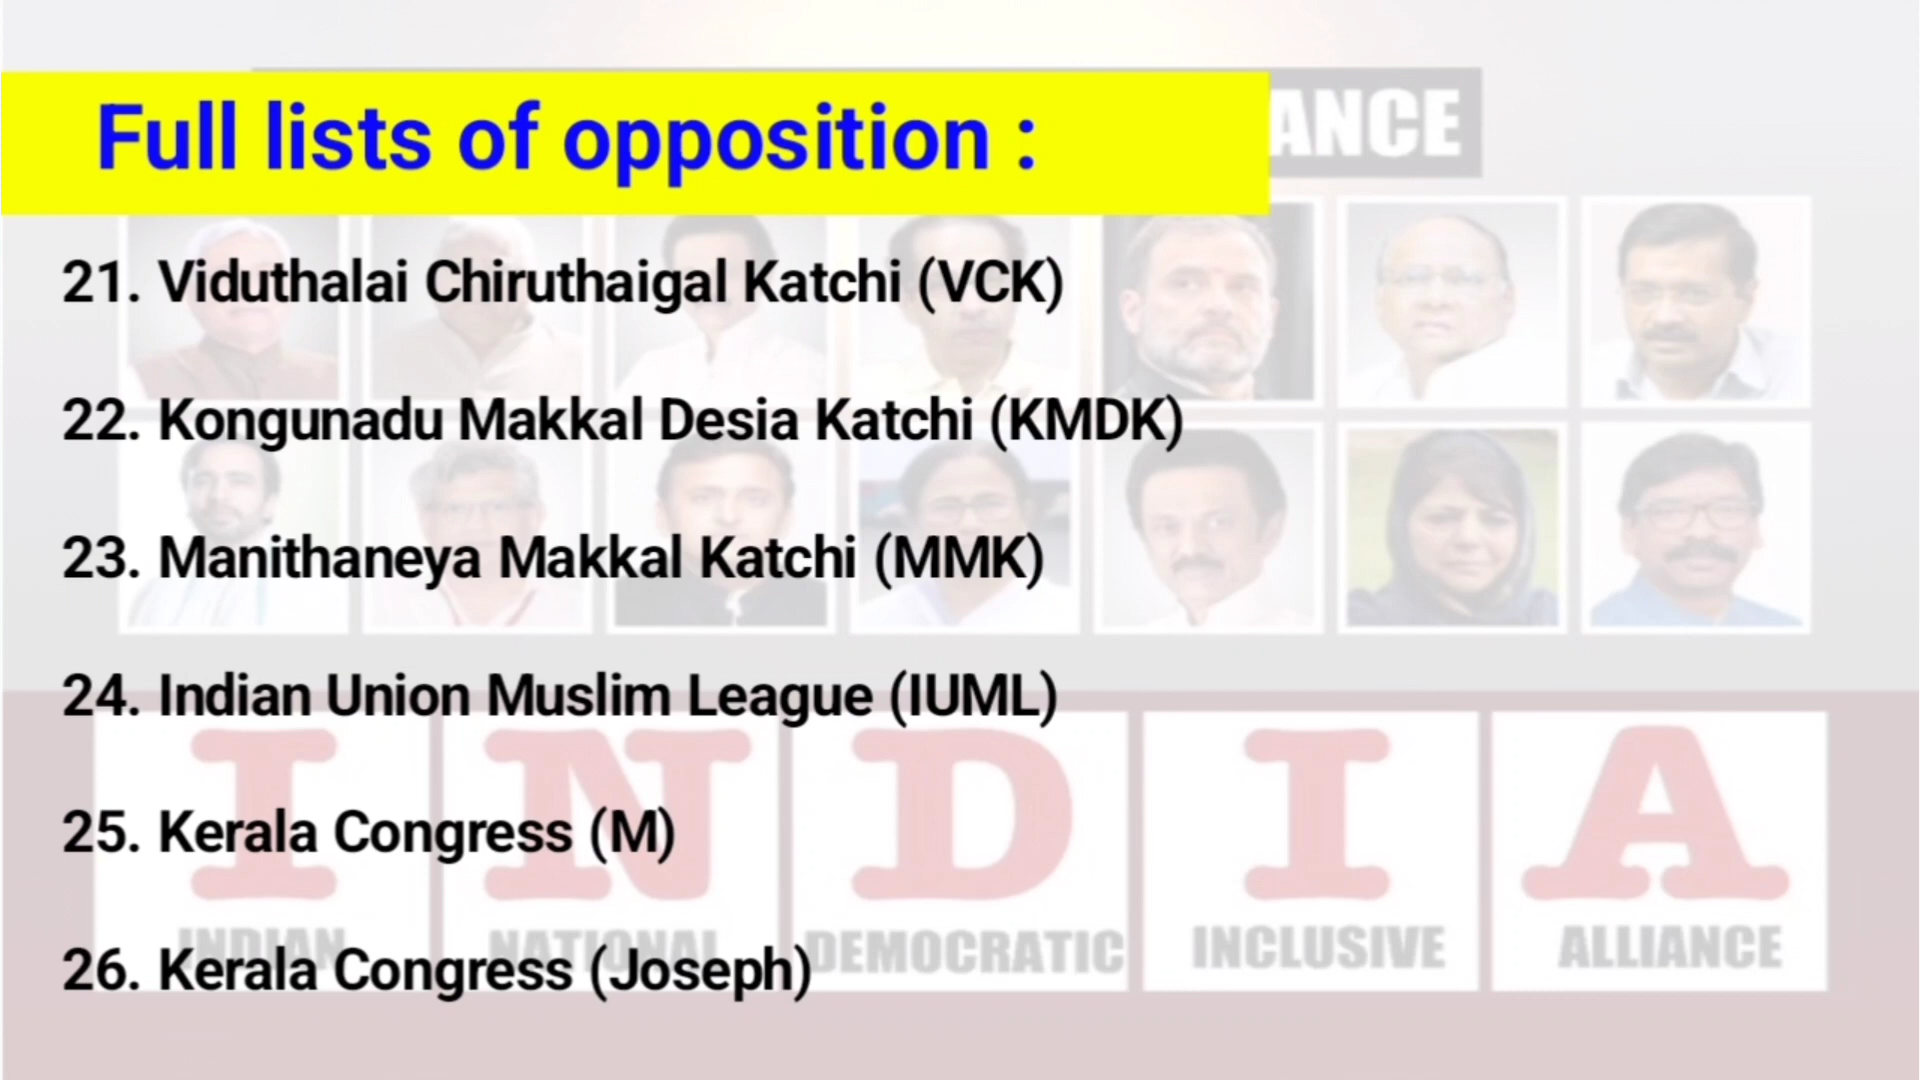 ANCE
Full lists of opposition :
21. Viduthalai Chiruthaigal Katchi (VCK)
22. Kongunadu Makkal Desia Katchi (KMDK)
23. Manithaneya Makkal Katchi (MMK)
24. Indian Union Muslim League (IUML)
25. Kerala Congress (M)
26. Kerala Congress (Joseph)
I N D I A
INDIAN NATIONAL DEMOCRATIC INCLUSIVE ALLIANCE